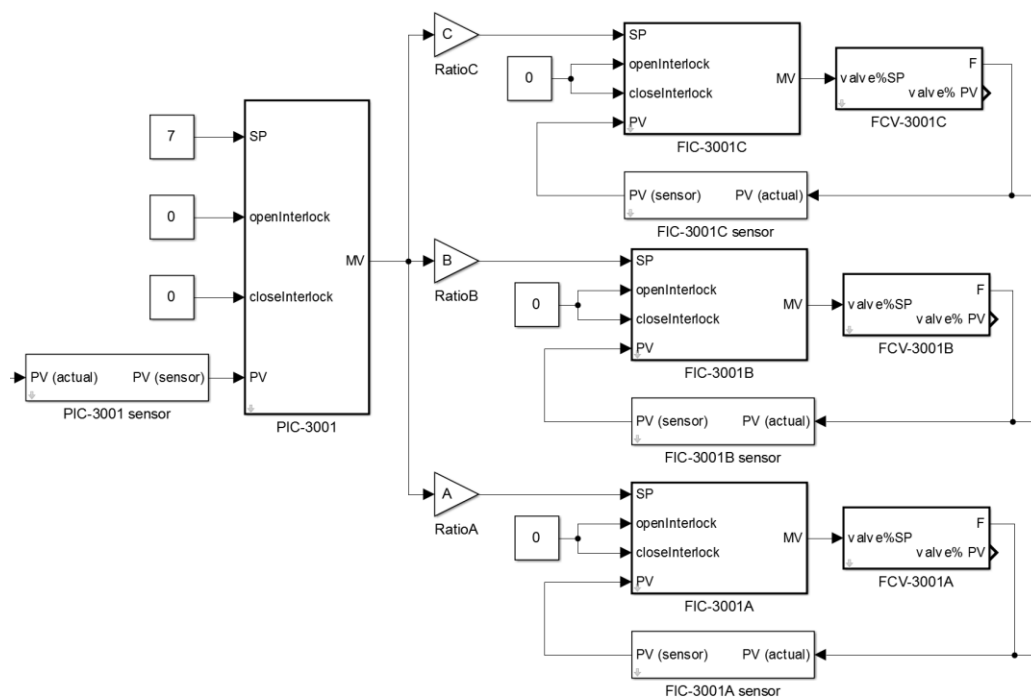 C
RatioC
0
SP
openInterlock
closeInterlock
PV
MV
FIC-3001C
valve%SP
F
valve% PV
FCV-3001C
PV (sensor) PV (actual)
FIC-3001C sensor
7
0
0
SP
openInterlock
closeInterlock
PV
MV
PIC-3001
PV (actual) PV (sensor)
PIC-3001 sensor
B
RatioB
0
SP
openInterlock
closeInterlock
PV
MV
FIC-3001B
valve%SP
F
valve% PV
FCV-3001B
PV (sensor) PV (actual)
FIC-3001B sensor
A
RatioA
0
SP
openInterlock
closeInterlock
PV
MV
FIC-3001A
valve%SP
F
valve% PV
FCV-3001A
PV (sensor) PV (actual)
FIC-3001A sensor